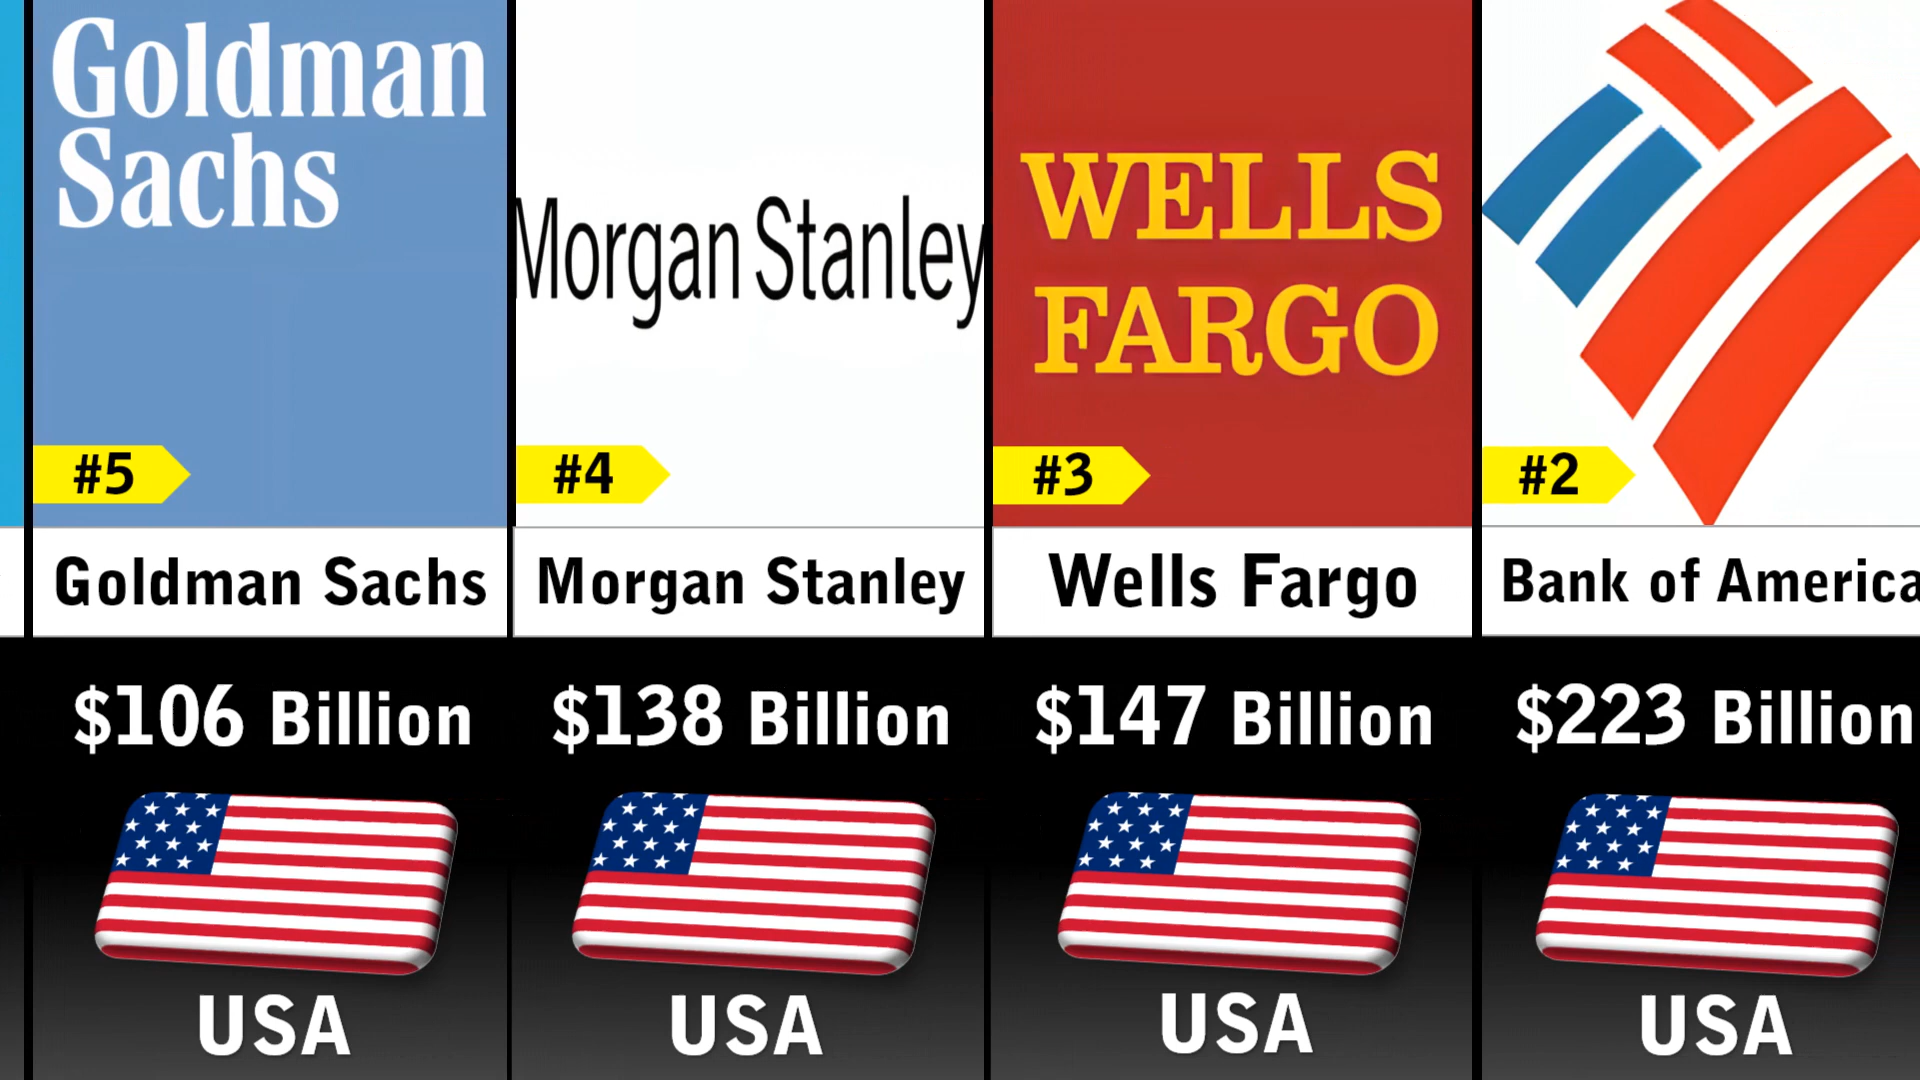 Goldman
Sachs
#5
Goldman Sachs
$106 Billion
USA
Morgan Stanley
#4
Morgan Stanley
$138 Billion
USA
WELLS
FARGO
#3
Wells Fargo
$147 Billion
USA
#2
Bank of America
$223 Billion
USA